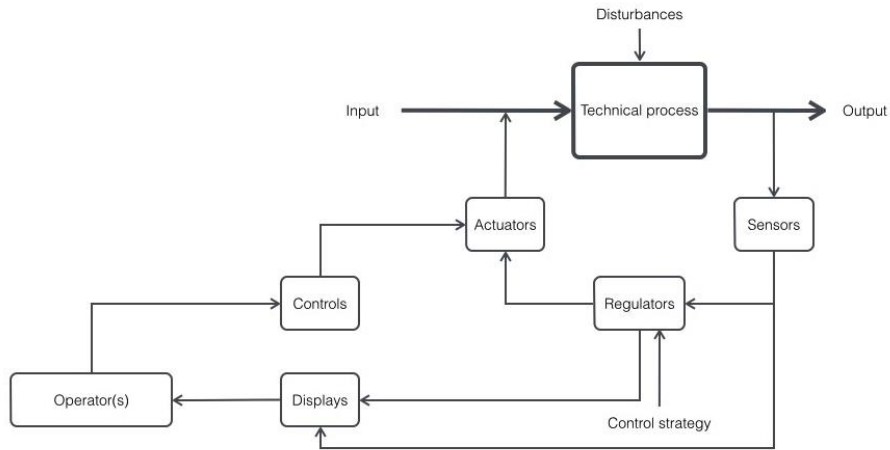 Disturbances
Input
Technical process
Output
Actuators
Sensors
Controls
Regulators
Operator(s)
Displays
Control strategy